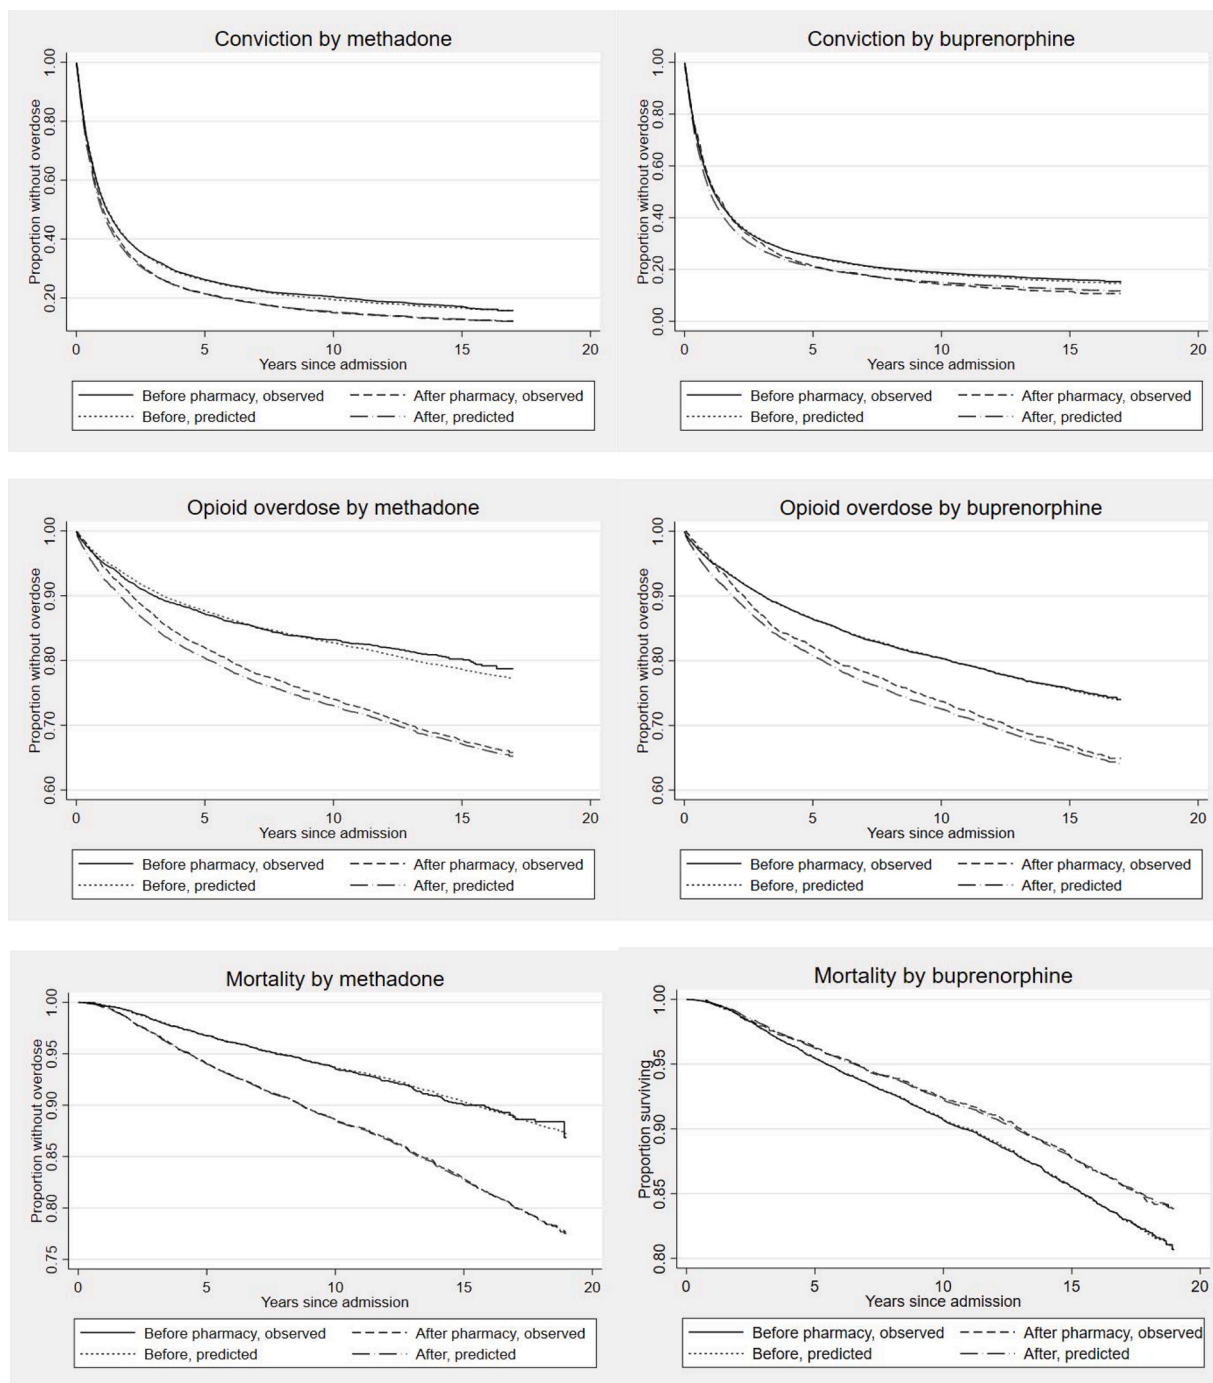 Conviction by methadone
Proportion without overdose
1.00
0.80
0.60
0.40
0.20
0 5 10 15 20
Years since admission
Before pharmacy, observed After pharmacy, observed
Before, predicted After, predicted
Conviction by buprenorphine
Proportion without overdose
1.00
0.80
0.60
0.40
0.20
0.00
0 5 10 15 20
Years since admission
Before pharmacy, observed After pharmacy, observed
Before, predicted After, predicted
Opioid overdose by methadone
Proportion without overdose
1.00
0.90
0.80
0.70
0.60
0 5 10 15 20
Years since admission
Before pharmacy, observed After pharmacy, observed
Before, predicted After, predicted
Opioid overdose by buprenorphine
Proportion without overdose
1.00
0.90
0.80
0.70
0.60
0 5 10 15 20
Years since admission
Before pharmacy, observed After pharmacy, observed
Before, predicted After, predicted
Mortality by methadone
Proportion without overdose
1.00
0.95
0.90
0.85
0.80
0.75
0 5 10 15 20
Years since admission
Before pharmacy, observed After pharmacy, observed
Before, predicted After, predicted
Mortality by buprenorphine
Proportion surviving
1.00
0.95
0.90
0.85
0.80
0 5 10 15 20
Years since admission
Before pharmacy, observed After pharmacy, observed
Before, predicted After, predicted